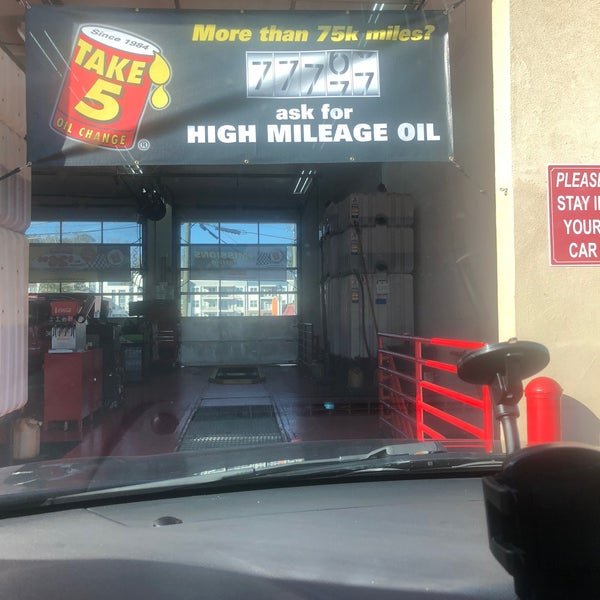 Since 1984
TAKE
5
OIL CHANGE
®
More than 75k miles?
777
ask for
HIGH MILEAGE OIL
PLEASE
STAY I
YOUR
CAR